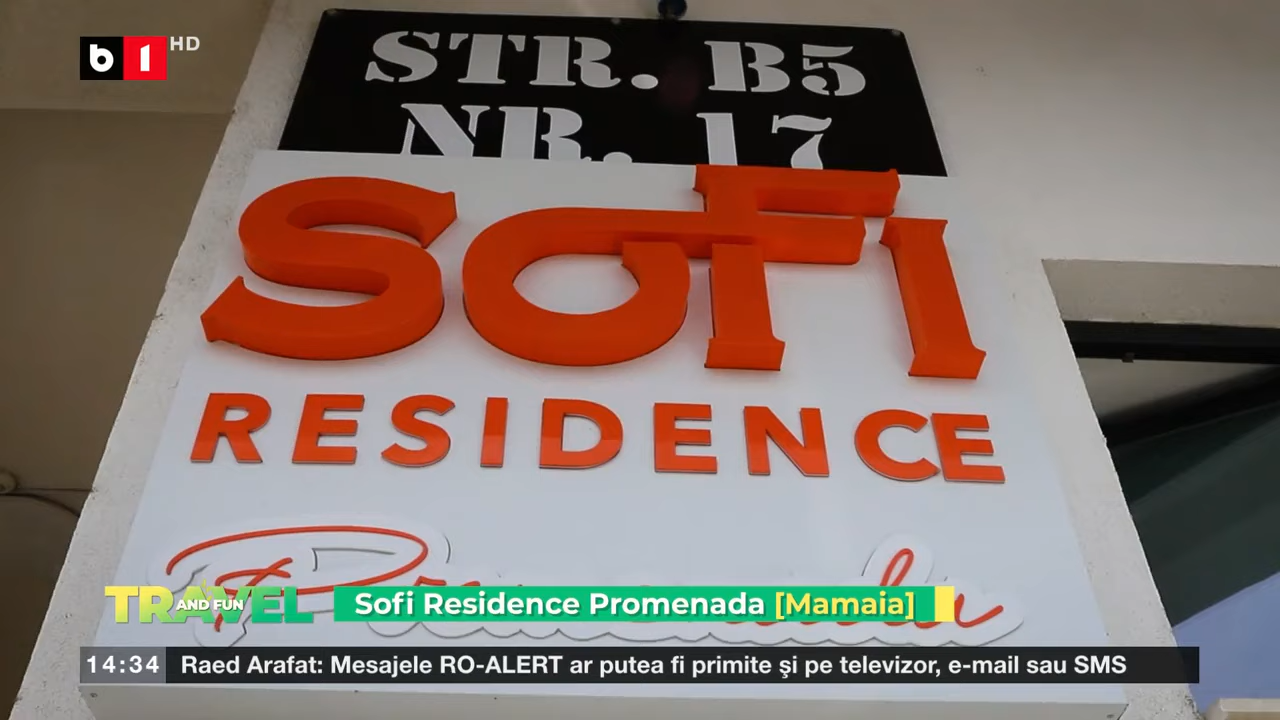 b1 HD
STR. B5
NR. 17
SOFI
RESIDENCE
TRAVEL
AND FUN
Sofi Residence Promenada [Mamaia]
14:34 Raed Arafat: Mesajele RO-ALERT ar putea fi primite şi pe televizor, e-mail sau SMS